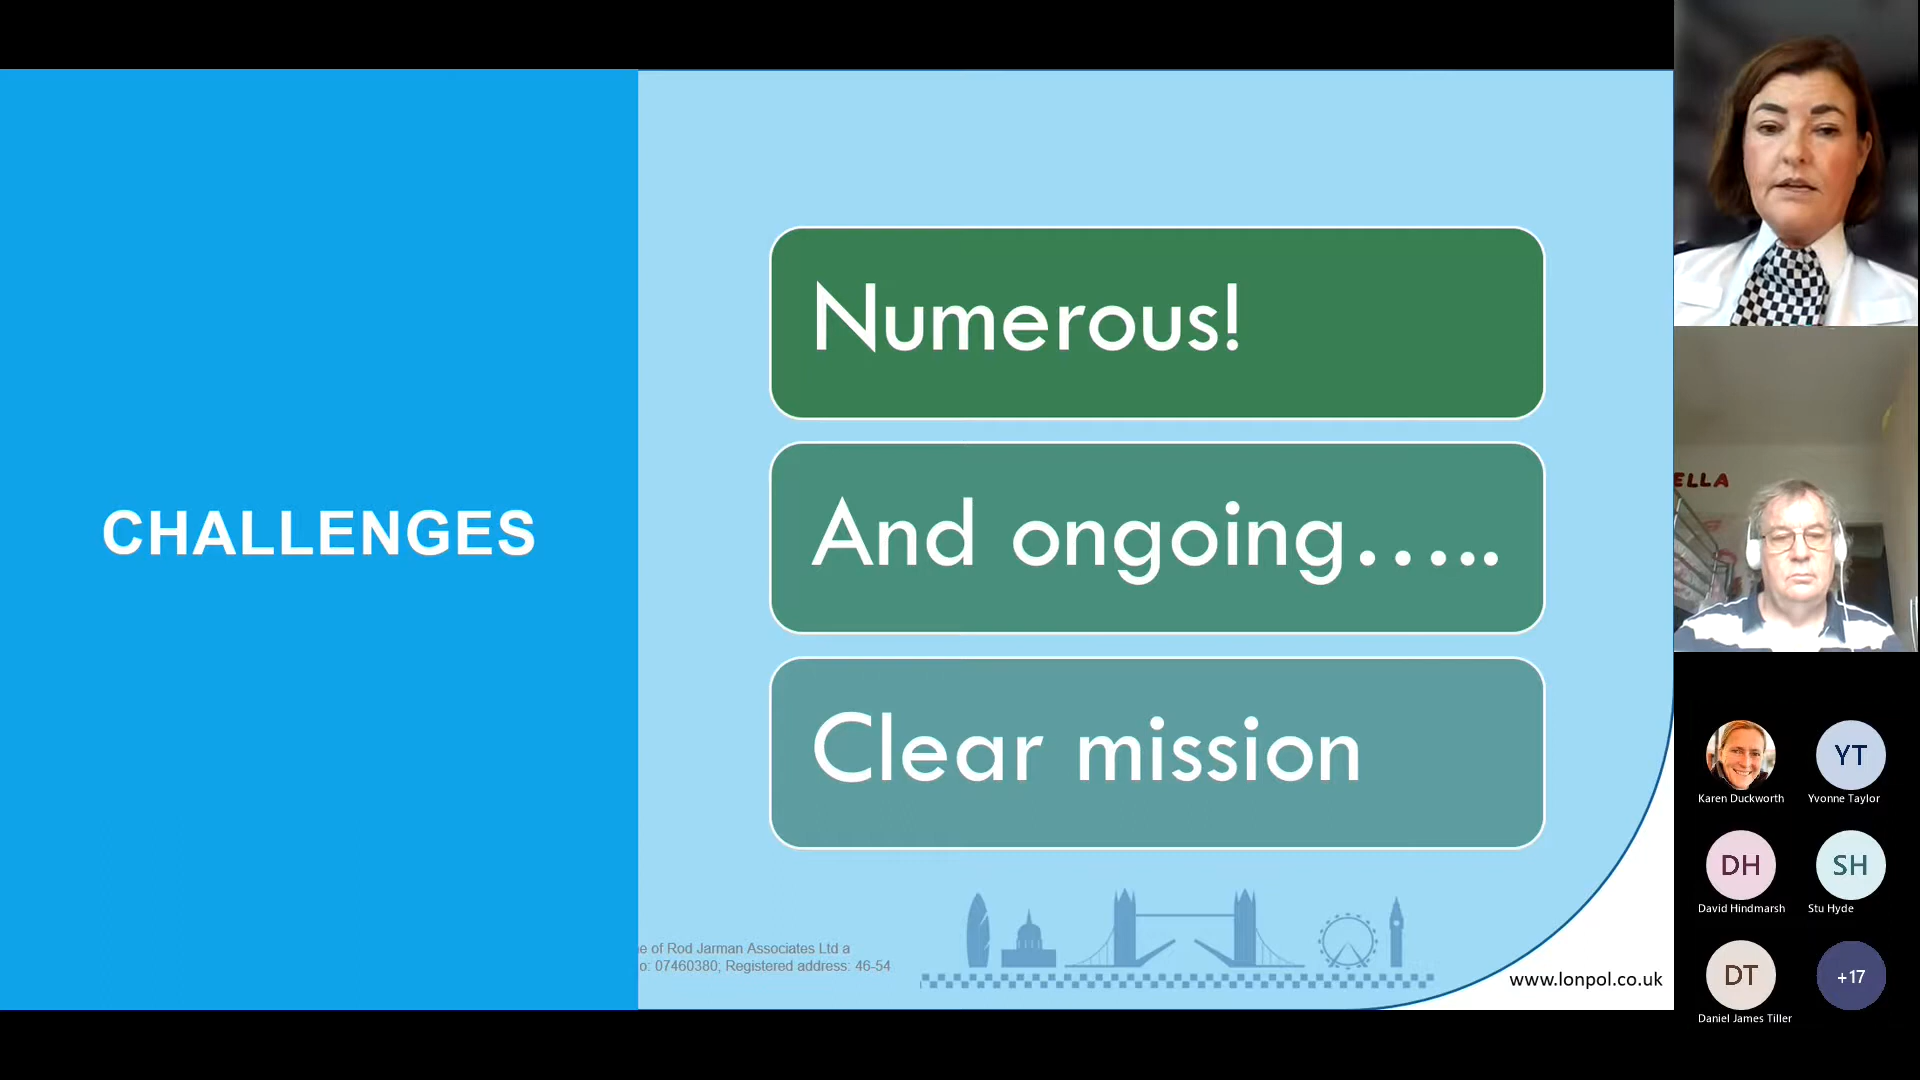 CHALLENGES
Numerous!
And ongoing…..
Clear mission
e of Rod Jarman Associates Ltd a
o: 07460380; Registered address: 46-54
www.lonpol.co.uk
ELLA
YT
Karen Duckworth
Yvonne Taylor
DH
SH
David Hindmarsh
Stu Hyde
DT
+17
Daniel James Tiller